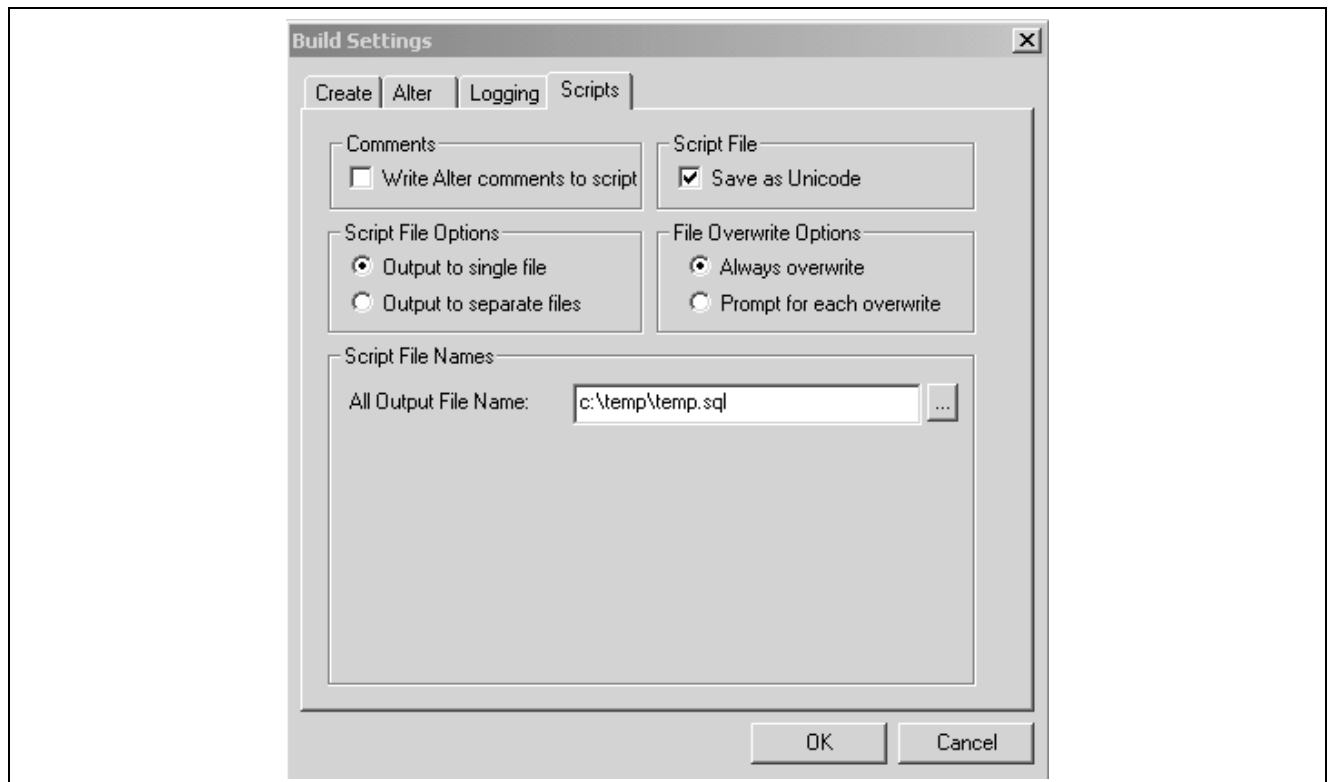 Build Settings
Create Alter Logging Scripts
Comments
Write Alter comments to script
Script File
Save as Unicode
Script File Options
Output to single file
Output to separate files
File Overwrite Options
Always overwrite
Prompt for each overwrite
Script File Names
All Output File Name: c:\temp\temp.sql ...
OK Cancel